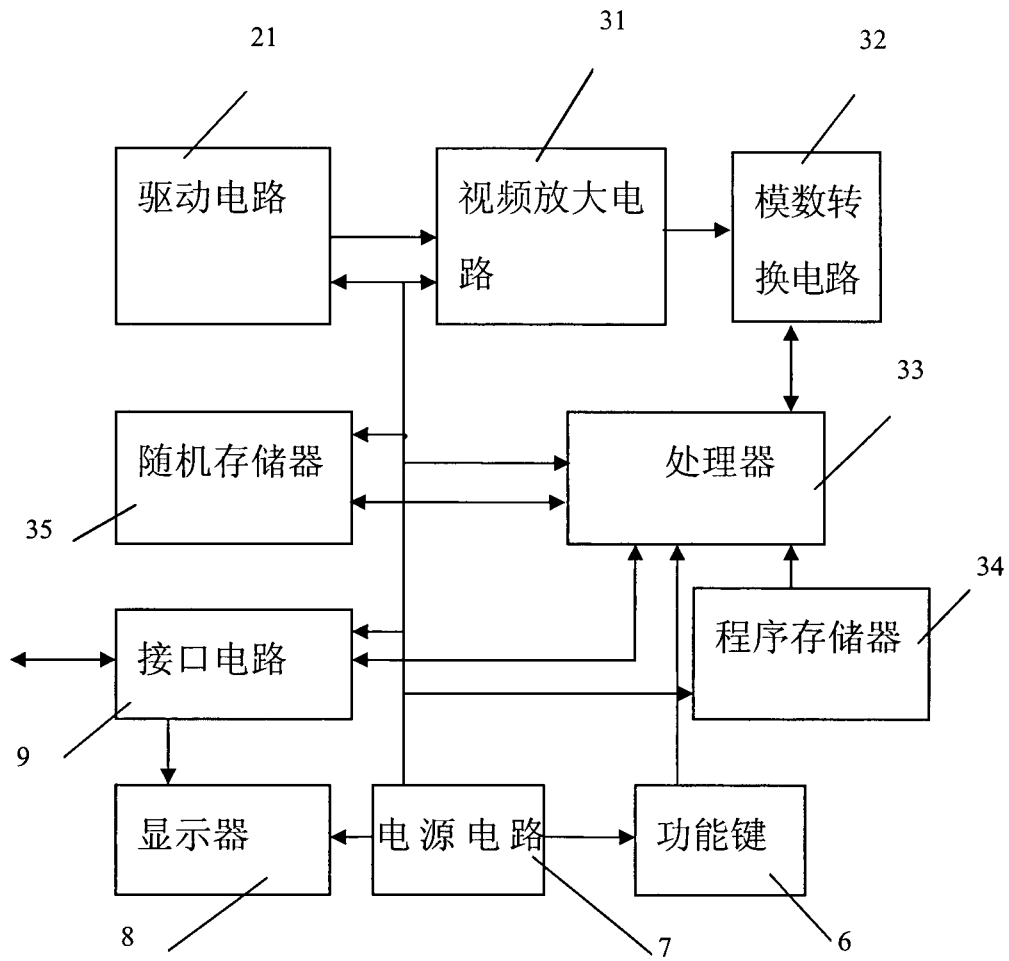 21
31
32
驱动电路
视频放大电
路
模数转
换电路
33
随机存储器
处理器
35
34
接口电路
程序存储器
9
显示器
电源电路
功能键
8
7
6